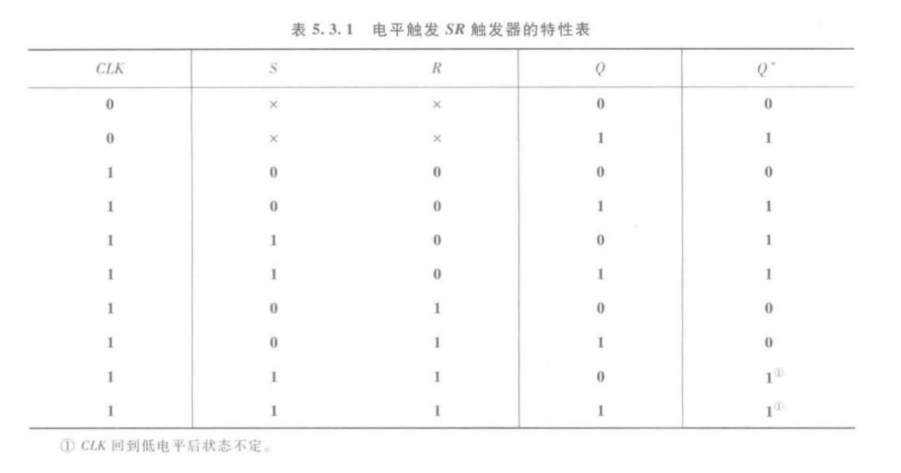 表 5.3.1 电平触发 SR 触发器的特性表
CLK S R Q Q*
0 × × 0 0
0 × × 1 1
1 0 0 0 0
1 0 0 1 1
1 1 0 0 1
1 1 0 1 1
1 0 1 0 0
1 0 1 1 0
1 1 1 0 1①
1 1 1 1 1①
① CLK 回到低电平后状态不定。